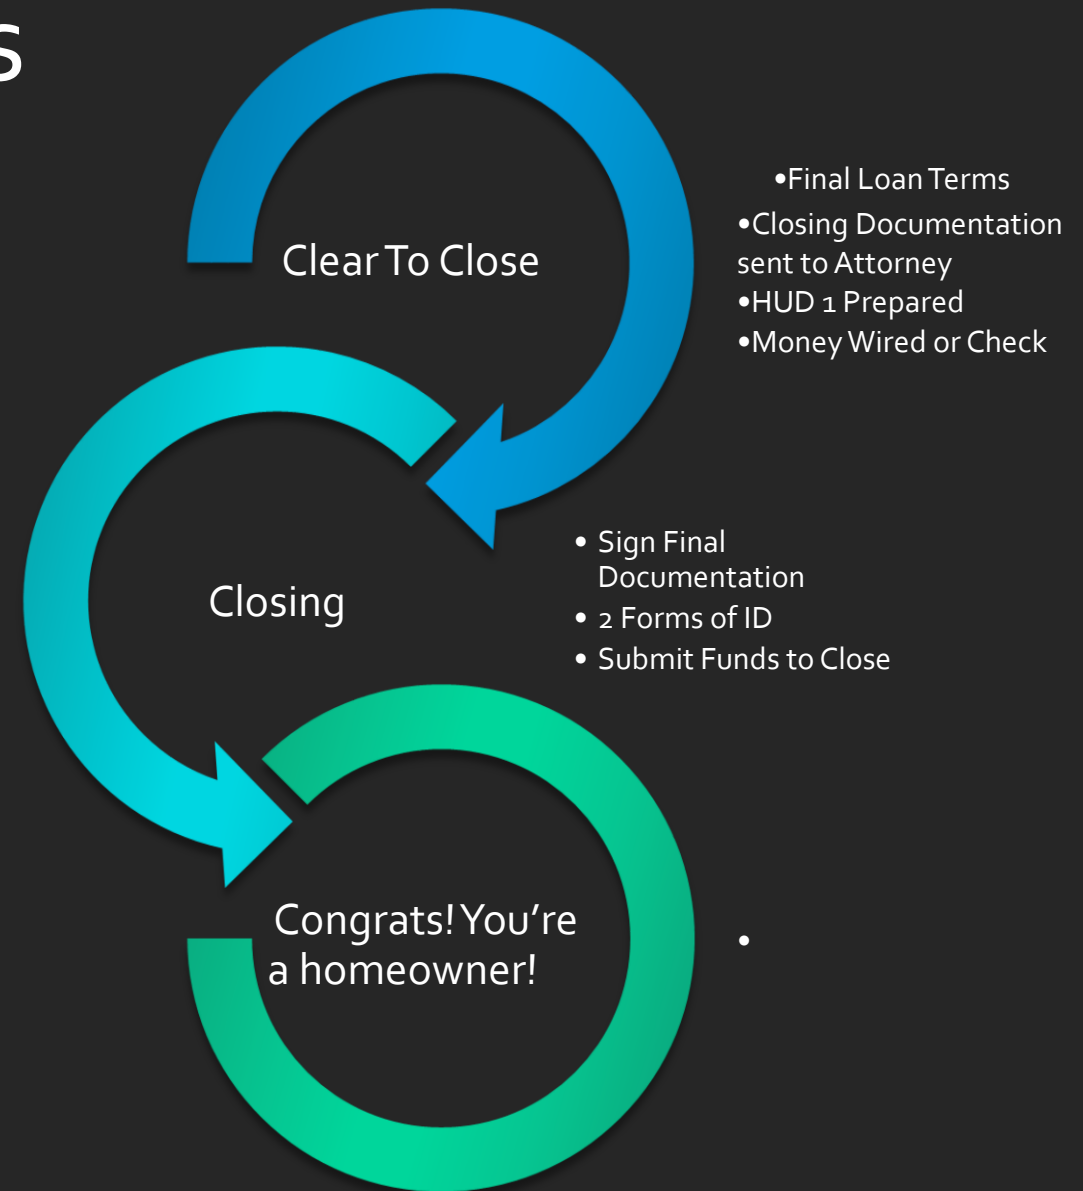 s
Clear To Close
•Final Loan Terms
•Closing Documentation
sent to Attorney
•HUD 1 Prepared
•Money Wired or Check
Closing
• Sign Final
Documentation
• 2 Forms of ID
• Submit Funds to Close
Congrats! You’re
a homeowner!
•